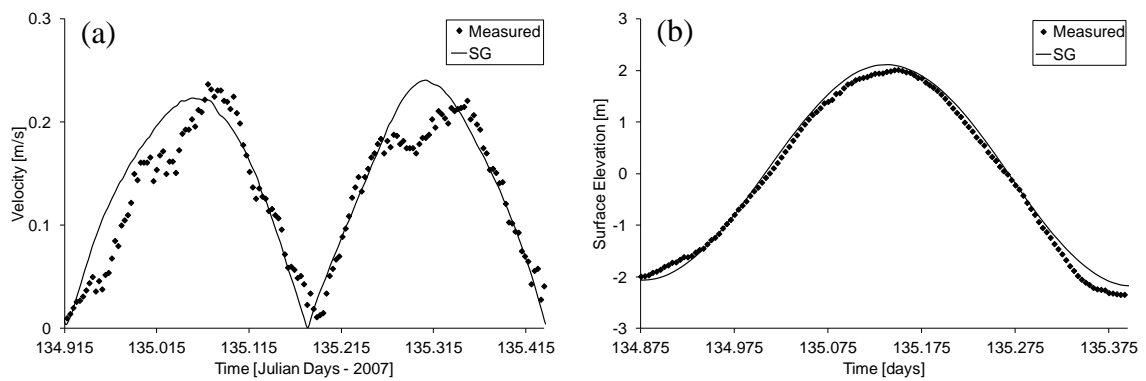 (a)
Measured
SG
0.3
0.2
0.1
0
Velocity [m/s]
134.915 135.015 135.115 135.215 135.315 135.415
Time [Julian Days - 2007]
(b)
Measured
SG
3
2
1
0
-1
-2
-3
Surface Elevation [m]
134.875 134.975 135.075 135.175 135.275 135.375
Time [days]